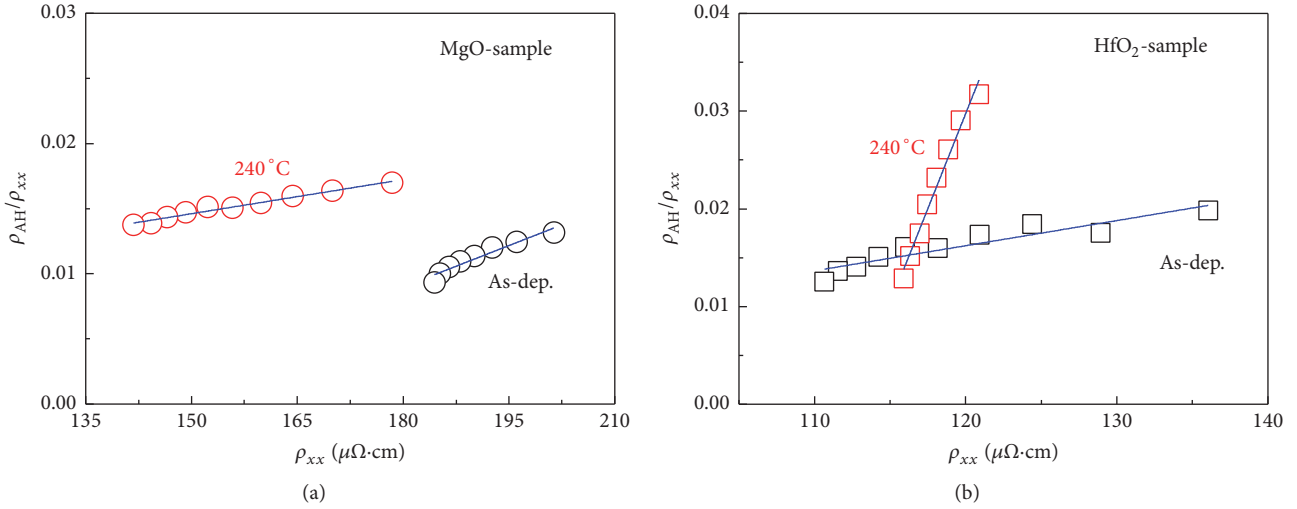 0.03
0.02
0.01
0.00
ρAH/ρxx
MgO-sample
240°C
As-dep.
135 150 165 180 195 210
ρxx (μΩ·cm)
(a)
0.04
0.03
0.02
0.01
0.00
ρAH/ρxx
HfO2-sample
240°C
As-dep.
110 120 130 140
ρxx (μΩ·cm)
(b)